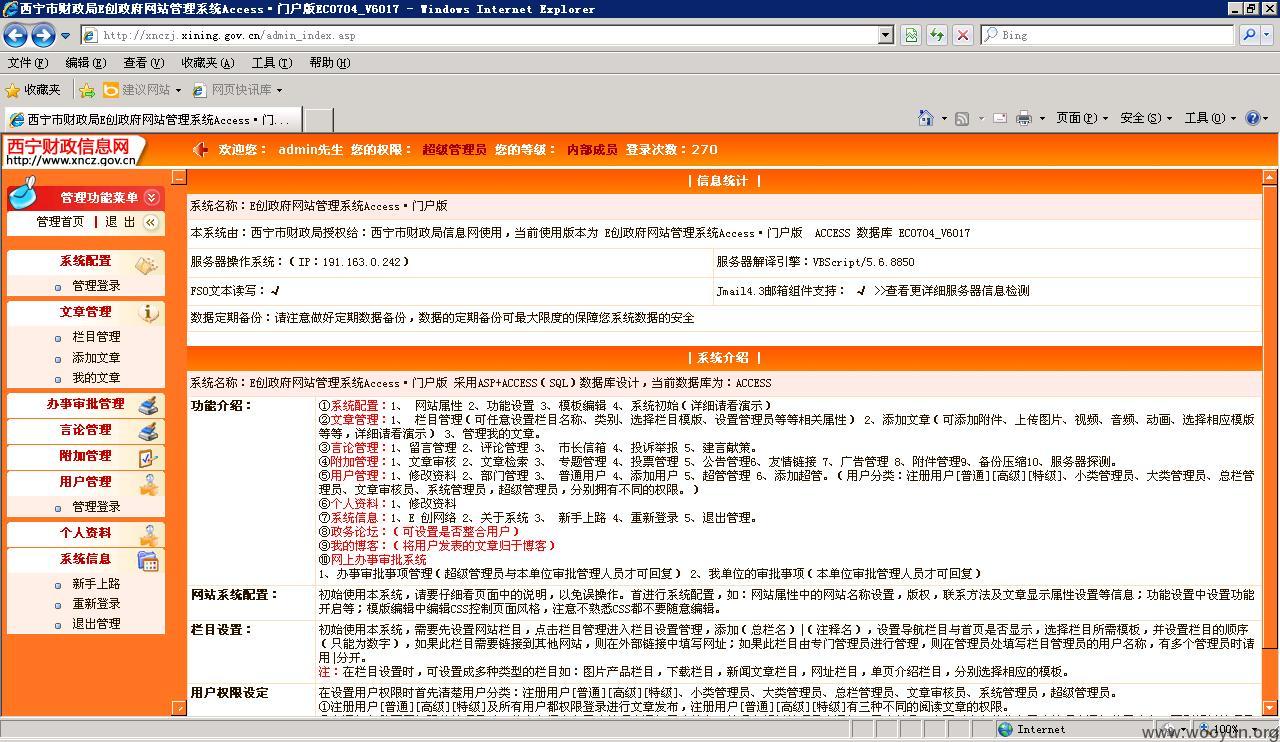 西宁市财政局E创政府网站管理系统Access·门户版EC0704_V6017 - Windows Internet Explorer
http://xnczj.xining.gov.cn/admin_index.asp
Bing
文件(F) 编辑(E) 查看(V) 收藏夹(A) 工具(T) 帮助(H)
收藏夹 建议网站 网页快讯库
西宁市财政局E创政府网站管理系统Access·门...
页面(P) 安全(S) 工具(O)
西宁财政信息网
http://www.xncz.gov.cn
欢迎您： admin先生 您的权限： 超级管理员 您的等级： 内部成员 登录次数：270
管理功能菜单
管理首页 | 退 出
系统配置
管理登录
文章管理
栏目管理
添加文章
我的文章
办事审批管理
言论管理
附加管理
用户管理
管理登录
个人资料
系统信息
新手上路
重新登录
退出管理
| 信息统计 |
系统名称：E创政府网站管理系统Access·门户版
本系统由：西宁市财政局授权给：西宁市财政局信息网使用，当前使用版本为 E创政府网站管理系统Access·门户版 ACCESS 数据库 EC0704_V6017
服务器操作系统：（IP：191.163.0.242）
服务器解译引擎：VBScript/5.6.8850
FSO文本读写：√
Jmail4.3邮箱组件支持： √ >>查看更详细服务器信息检测
数据定期备份：请注意做好定期数据备份，数据的定期备份可最大限度的保障您系统数据的安全
| 系统介绍 |
系统名称：E创政府网站管理系统Access·门户版 采用ASP+ACCESS（SQL）数据库设计，当前数据库为：ACCESS
功能介绍：
①系统配置：1、 网站属性 2、功能设置 3、模板编辑 4、系统初始（详细请看演示）
②文章管理：1、 栏目管理（可任意设置栏目名称、类别、选择栏目模版、设置管理员等等相关属性） 2、添加文章（可添加附件、上传图片、视频、音频、动画、选择相应模版
等等，详细请看演示） 3、管理我的文章。
③言论管理：1、留言管理 2、评论管理 3、 市长信箱 4、投诉举报 5、建言献策。
④附加管理：1、文章审核 2、文章检索 3、 专题管理 4、投票管理 5、公告管理6、友情链接 7、广告管理 8、附件管理9、备份压缩10、服务器探测。
⑤用户管理：1、修改资料 2、部门管理 3、 普通用户 4、添加用户 5、超管管理 6、添加超管。（用户分类：注册用户[普通][高级][特级]、小类管理员、大类管理员、总栏管
理员、文章审核员、系统管理员，超级管理员，分别拥有不同的权限。）
⑥个人资料：1、修改资料
⑦系统信息：1、E 创网络 2、关于系统 3、 新手上路 4、重新登录 5、退出管理。
⑧政务论坛：（可设置是否整合用户）
⑨我的博客：（将用户发表的文章归于博客）
⑩网上办事审批系统
1、办事审批事项管理（超级管理员与本单位审批管理人员才可回复） 2、我单位的审批事项（本单位审批管理人员才可回复）
网站系统配置：
初始使用本系统，请要仔细看页面中的说明，以免误操作。首进行系统配置，如：网站属性中的网站名称设置，版权，联系方法及文章显示属性设置等信息；功能设置中设置功能
开启等；模版编辑中编辑CSS控制页面风格，注意不熟悉CSS都不要随意编辑。
栏目设置：
初始使用本系统，需要先设置网站栏目，点击栏目管理进入栏目设置管理，添加（总栏名）|（注释名），设置导航栏目与首页是否显示，选择栏目所需模板，并设置栏目的顺序
（只能为数字），如果此栏目需要链接到其他网站，则在外部链接中填写网址；如果此栏目由专门管理员进行管理，则在管理员处填写栏目管理员的用户名称，有多个管理员时请
用|分开。
注：在栏目设置时，可设置成多种类型的栏目如：图片产品栏目，下载栏目，新闻文章栏目，网址栏目，单页介绍栏目，分别选择相应的模板。
用户权限设定
在设置用户权限时首先请楚用户分类：注册用户[普通][高级][特级]、小类管理员、大类管理员、总栏管理员、文章审核员、系统管理员，超级管理员。
①注册用户[普通][高级][特级]及所有用户都权限登录进行文章发布，注册用户[普通][高级][特级]有三种不同的阅读文章的权限。
Internet
100%
www.wooyun.org